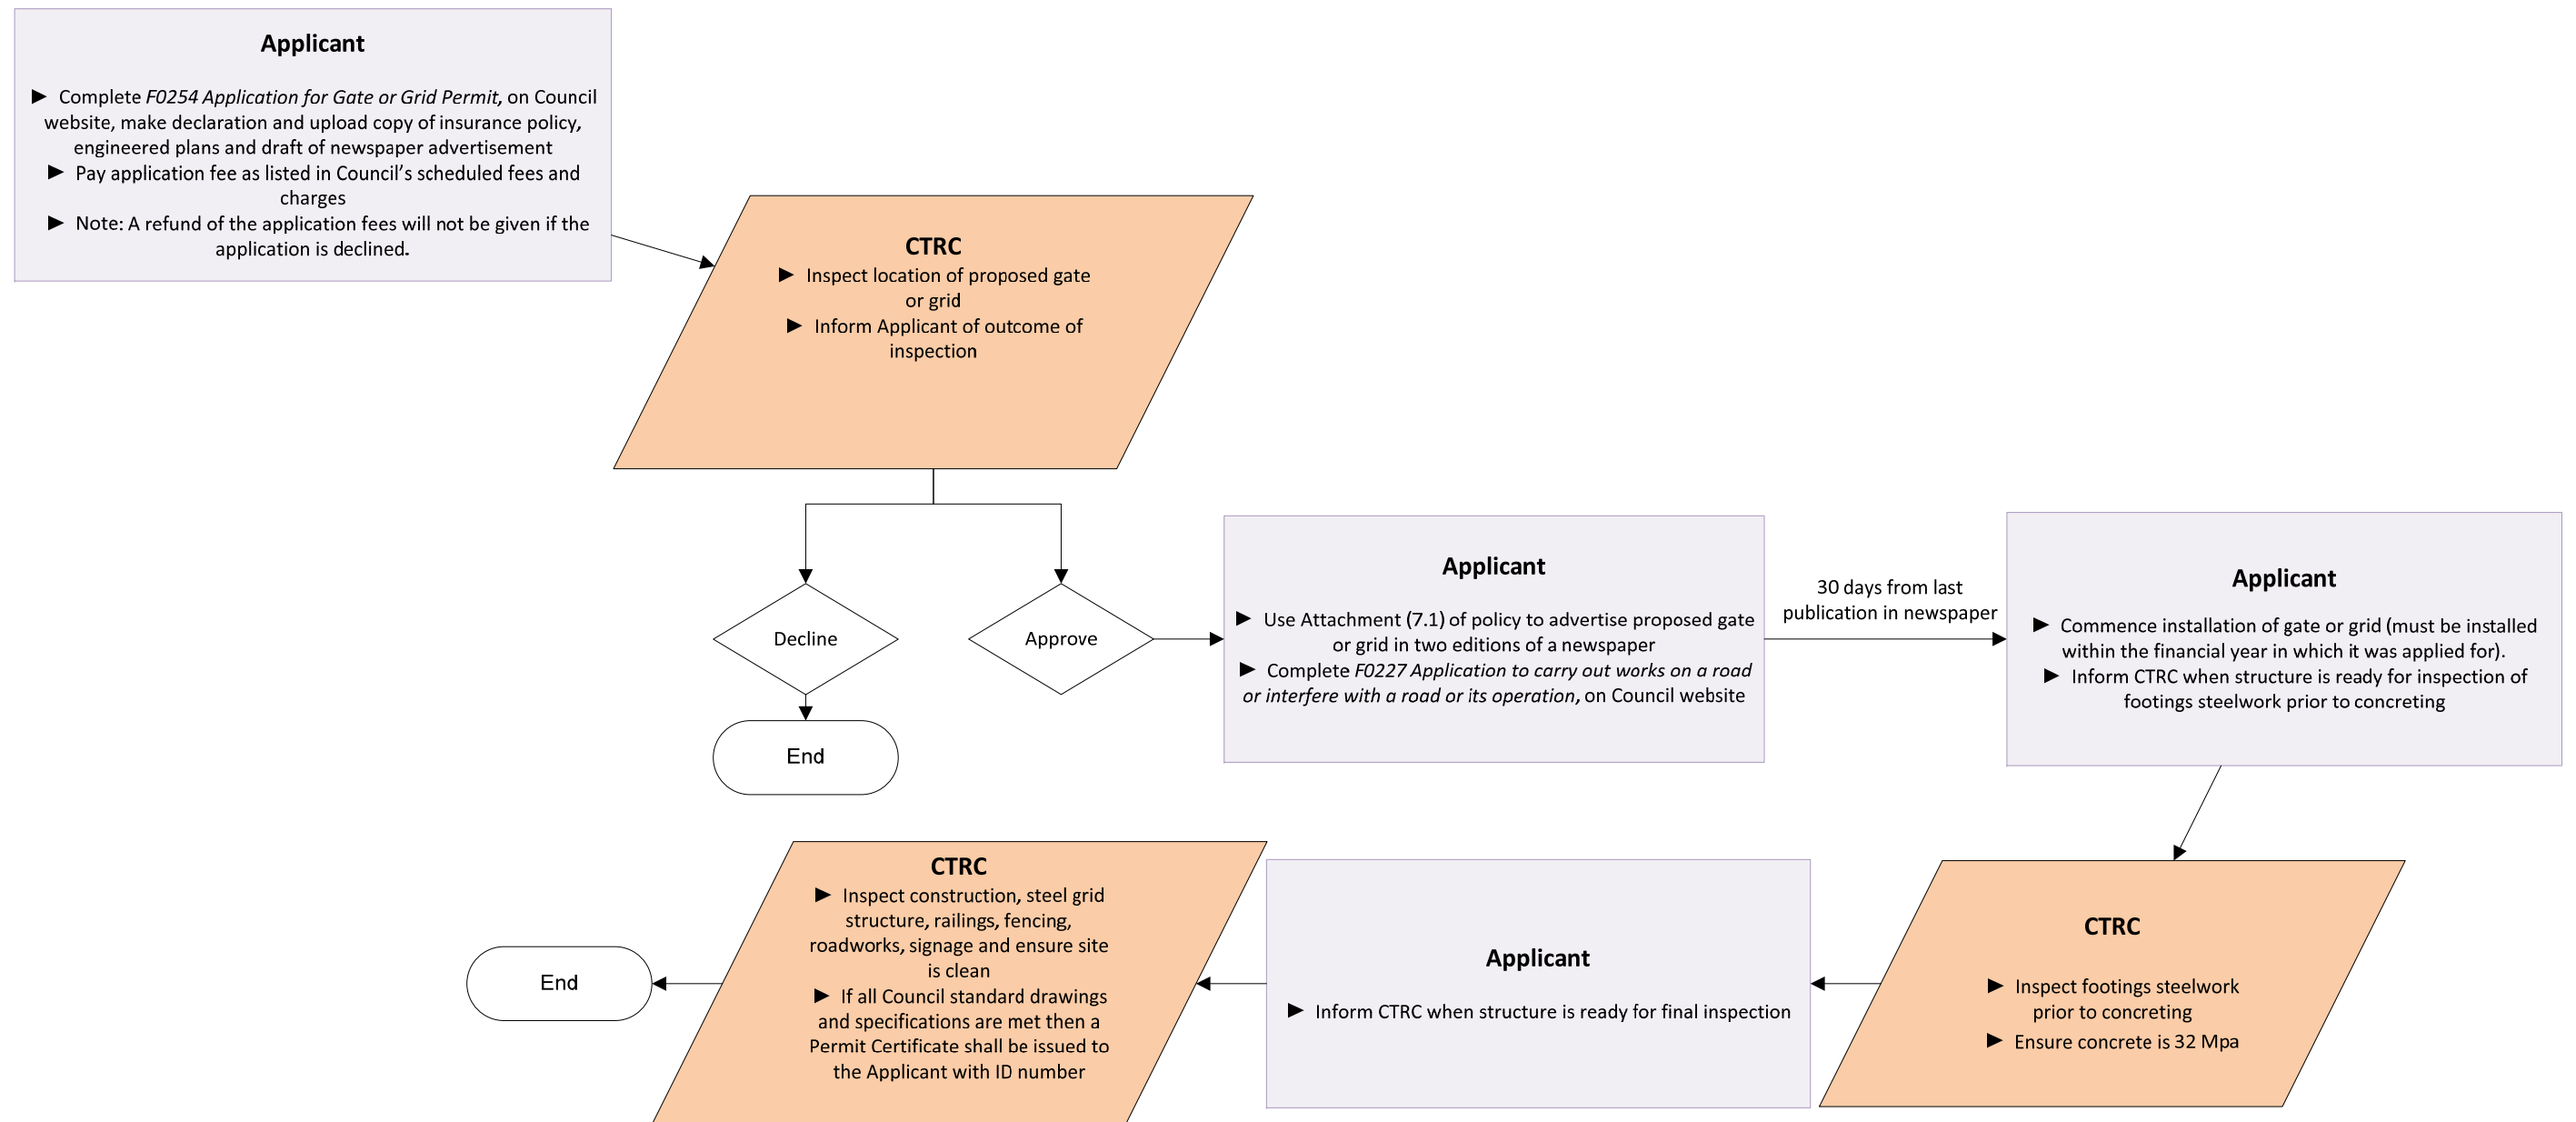 Applicant
► Complete F0254 Application for Gate or Grid Permit, on Council
website, make declaration and upload copy of insurance policy,
engineered plans and draft of newspaper advertisement
► Pay application fee as listed in Council’s scheduled fees and
charges
► Note: A refund of the application fees will not be given if the
application is declined.
CTRC
► Inspect location of proposed gate
or grid
► Inform Applicant of outcome of
inspection
Decline
End
Approve
Applicant
► Use Attachment (7.1) of policy to advertise proposed gate
or grid in two editions of a newspaper
► Complete F0227 Application to carry out works on a road
or interfere with a road or its operation, on Council website
30 days from last
publication in newspaper
Applicant
► Commence installation of gate or grid (must be installed
within the financial year in which it was applied for).
► Inform CTRC when structure is ready for inspection of
footings steelwork prior to concreting
CTRC
► Inspect footings steelwork
prior to concreting
► Ensure concrete is 32 Mpa
Applicant
► Inform CTRC when structure is ready for final inspection
CTRC
► Inspect construction, steel grid
structure, railings, fencing,
roadworks, signage and ensure site
is clean
► If all Council standard drawings
and specifications are met then a
Permit Certificate shall be issued to
the Applicant with ID number
End